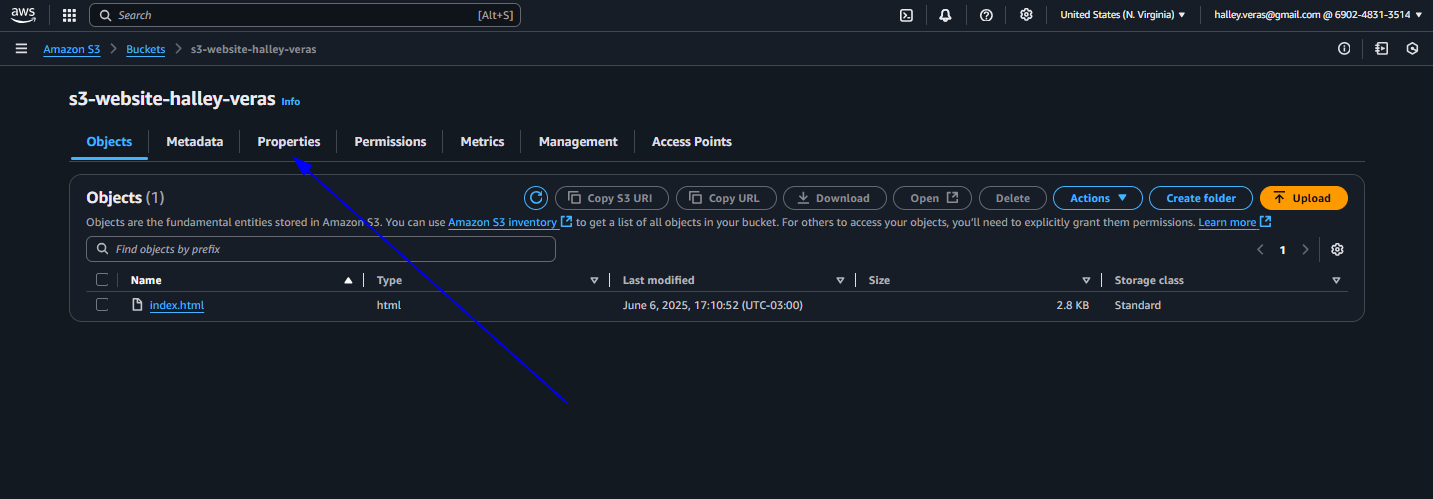 aws Search [Alt+S] United States (N. Virginia) halley.veras@gmail.com @ 6902-4831-3514
Amazon S3 Buckets s3-website-halley-veras
s3-website-halley-veras Info
Objects Metadata Properties Permissions Metrics Management Access Points
Objects (1) Copy S3 URI Copy URL Download Open Delete Actions Create folder Upload
Objects are the fundamental entities stored in Amazon S3. You can use Amazon S3 inventory to get a list of all objects in your bucket. For others to access your objects, you'll need to explicitly grant them permissions. Learn more
Find objects by prefix 1
Name Type Last modified Size Storage class
index.html html June 6, 2025, 17:10:52 (UTC-03:00) 2.8 KB Standard